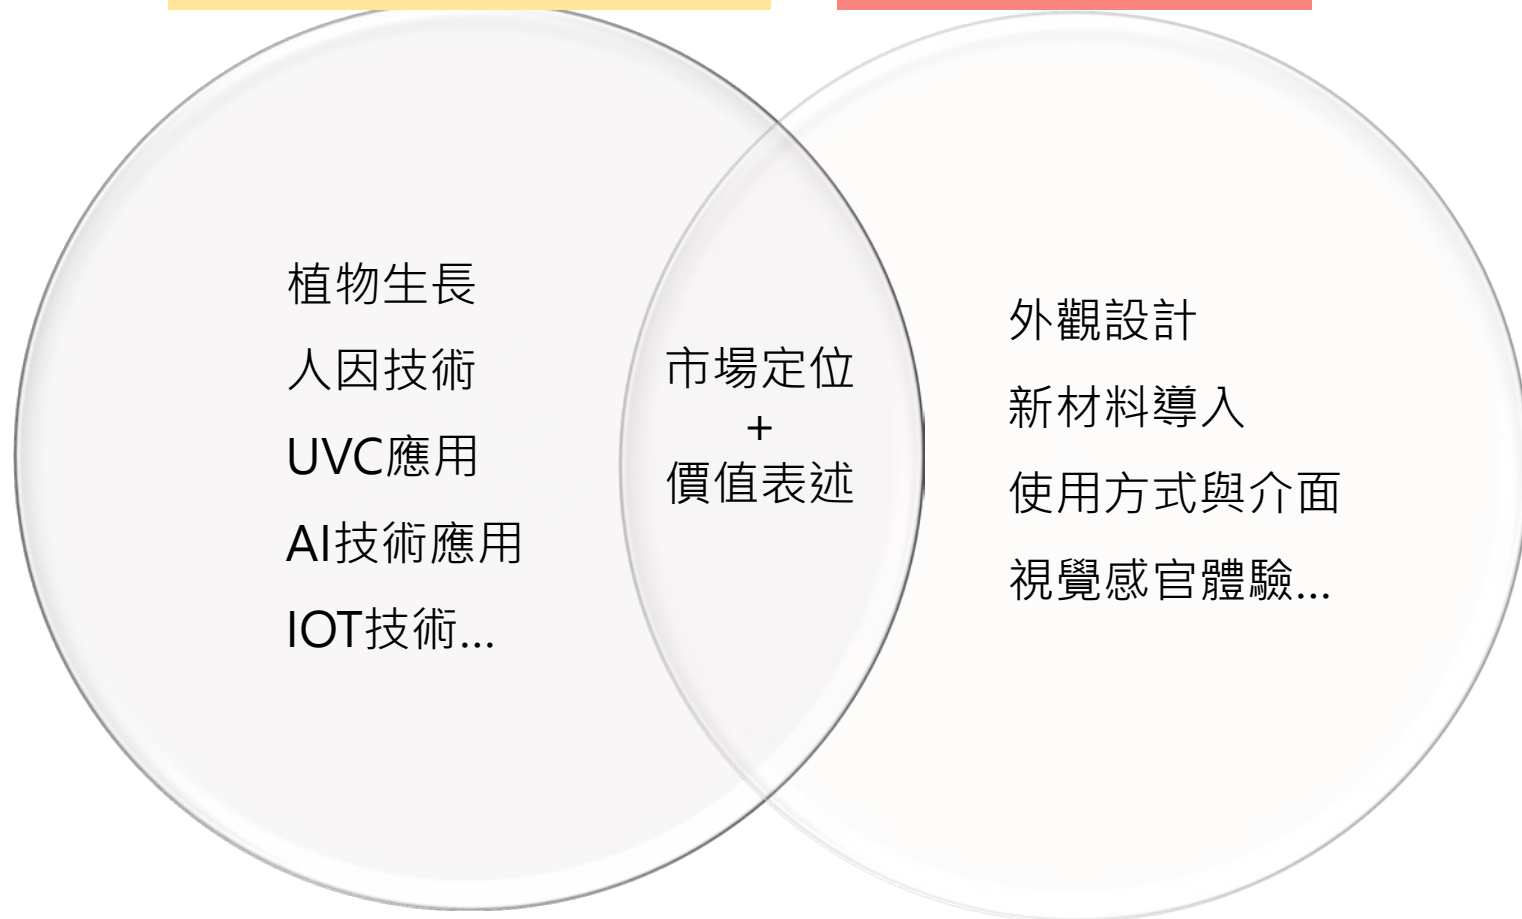 植物生長
人因技術
UVC應用
AI技術應用
IOT技術...
市場定位
+
價值表述
外觀設計
新材料導入
使用方式與介面
視覺感官體驗...